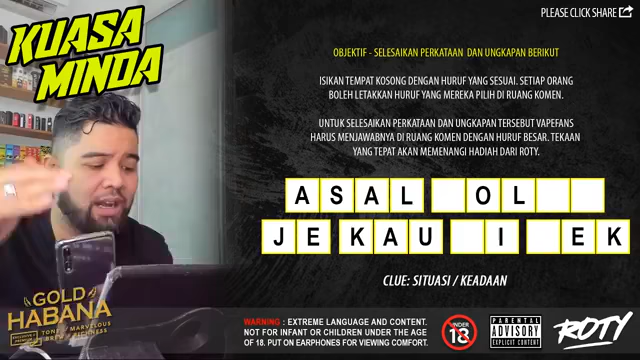 PLEASE CLICK SHARE
KUASA
MINDA
OBJEKTIF - SELESAIKAN PERKATAAN DAN UNGKAPAN BERIKUT
ISIKAN TEMPAT KOSONG DENGAN HURUF YANG SESUAI. SETIAP ORANG
BOLEH LETAKKAN HURUF YANG MEREKA PILIH DI RUANG KOMEN.
UNTUK SELESAIKAN PERKATAAN DAN UNGKAPAN TERSEBUT VAPEFANS
HARUS MENJAWABNYA DI RUANG KOMEN DENGAN HURUF BESAR. TEKAAN
YANG TEPAT AKAN MEMENANGI HADIAH DARI ROTY.
ASAL OL
JE KAU I EK
CLUE: SITUASI / KEADAAN
GOLD
HABANA
WARNING : EXTREME LANGUAGE AND CONTENT.
NOT FOR INFANT OR CHILDREN UNDER THE AGE
OF 18. PUT ON EARPHONES FOR VIEWING COMFORT.
UNDER
18
PARENTAL
ADVISORY
EXPLICIT CONTENT
ROTY